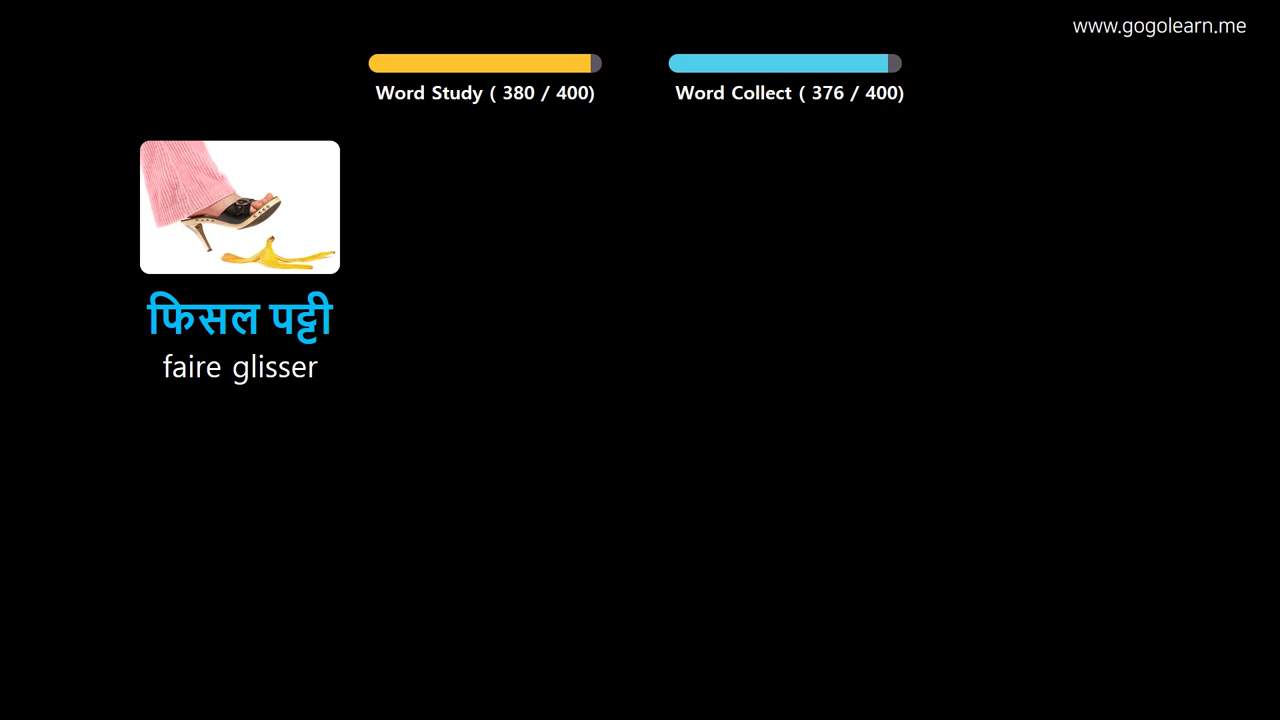 www.gogolearn.me
Word Study ( 380 / 400)
Word Collect ( 376 / 400)
फिसल पट्टी
faire glisser